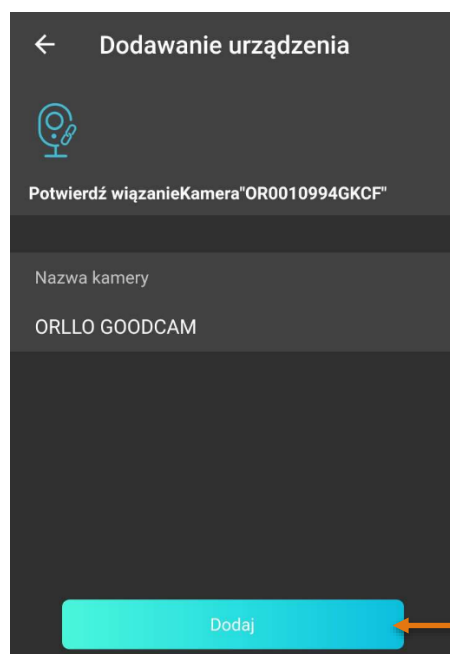 Dodawanie urządzenia
Potwierdź wiązanieKamera"OR0010994GKCF"
Nazwa kamery
ORLLO GOODCAM
Dodaj